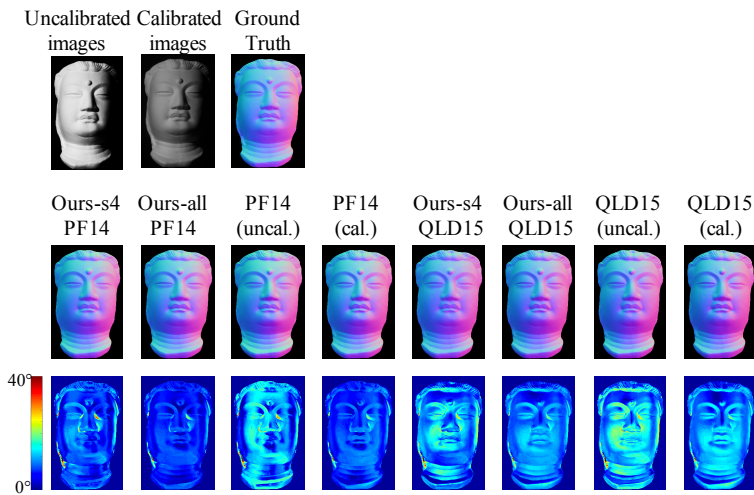 Uncalibrated Calibrated Ground
images images Truth
Ours-s4 Ours-all PF14 PF14 Ours-s4 Ours-all QLD15 QLD15
PF14 PF14 (uncal.) (cal.) QLD15 QLD15 (uncal.) (cal.)
40°
0°